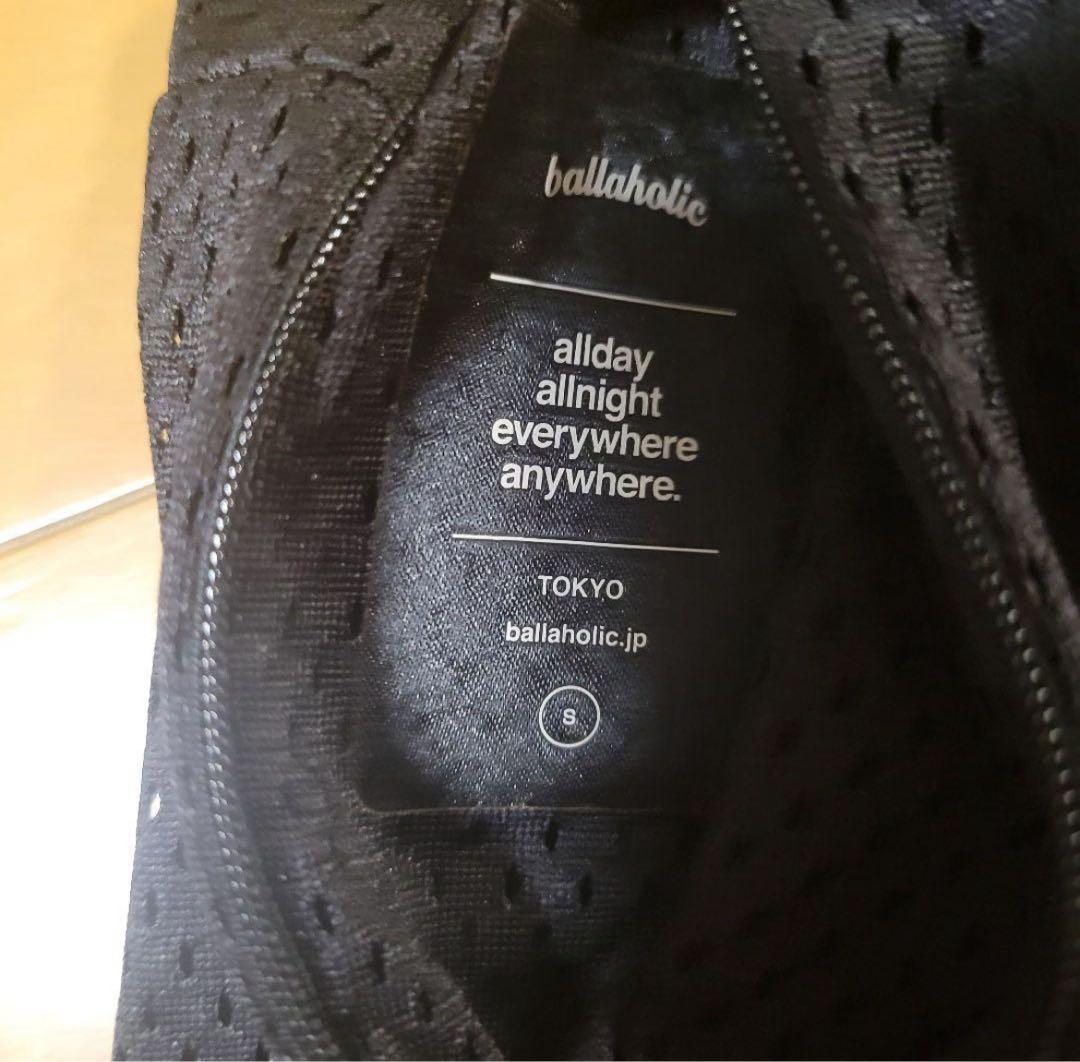 ballaholic
allday
allnight
everywhere
anywhere.
TOKYO
ballaholic.jp
S